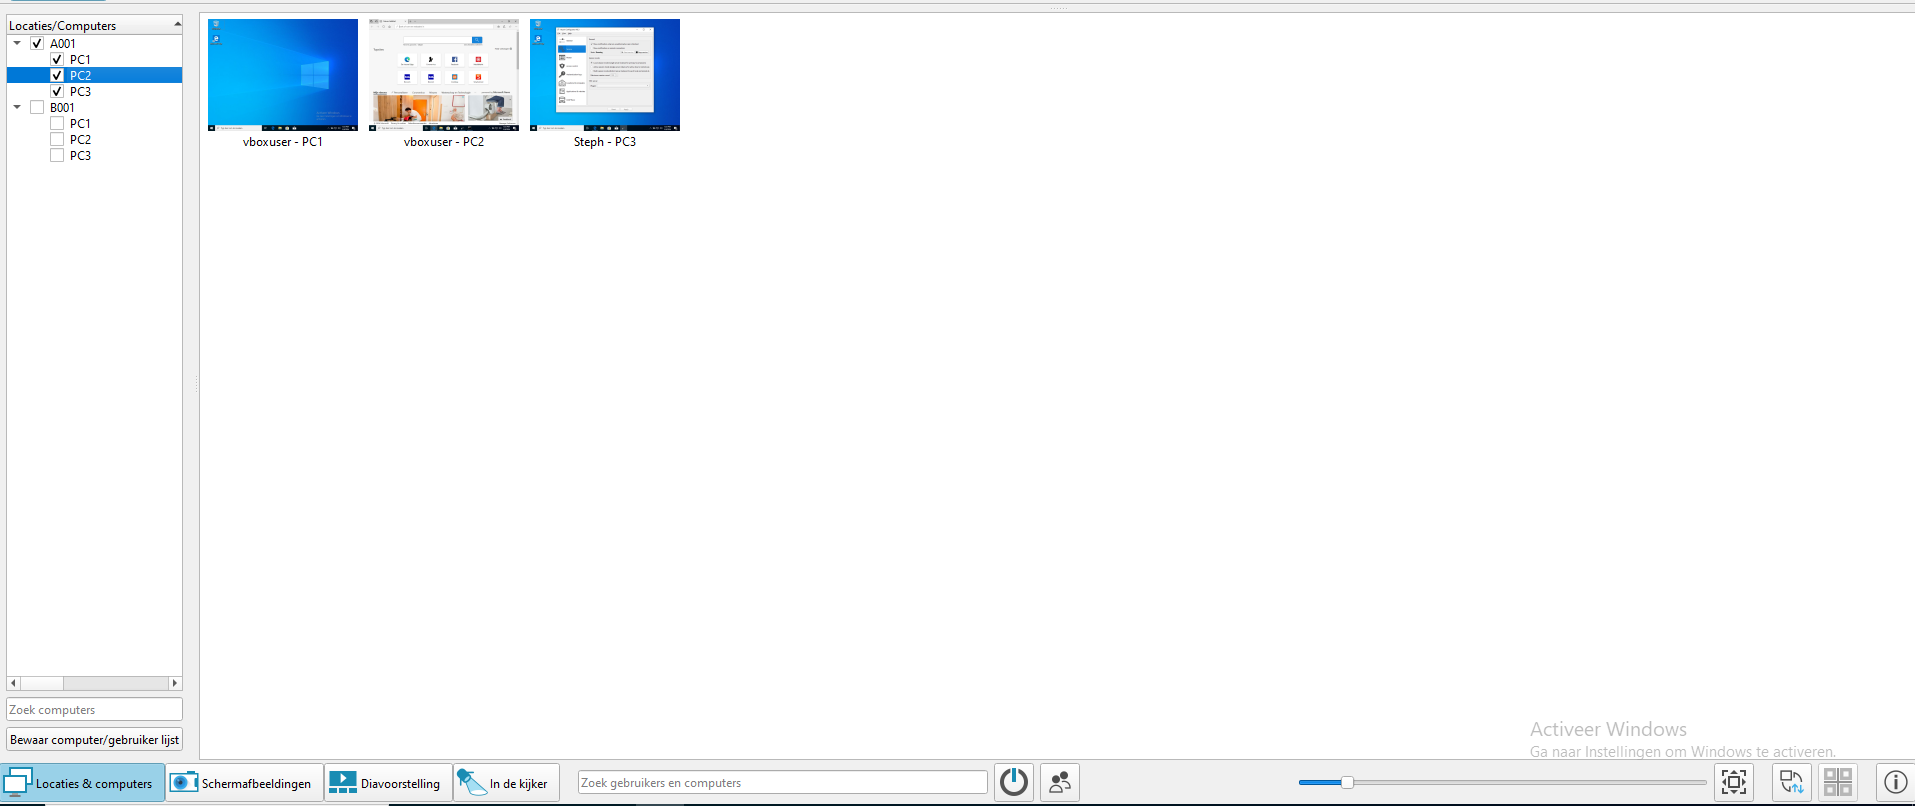 Locaties/Computers
A001
PC1
PC2
PC3
B001
PC1
PC2
PC3
vboxuser - PC1
vboxuser - PC2
Steph - PC3
Zoek computers
Bewaar computer/gebruiker lijst
Activeer Windows
Ga naar Instellingen om Windows te activeren.
Locaties & computers
Schermafbeeldingen
Diavoorstelling
In de kijker
Zoek gebruikers en computers